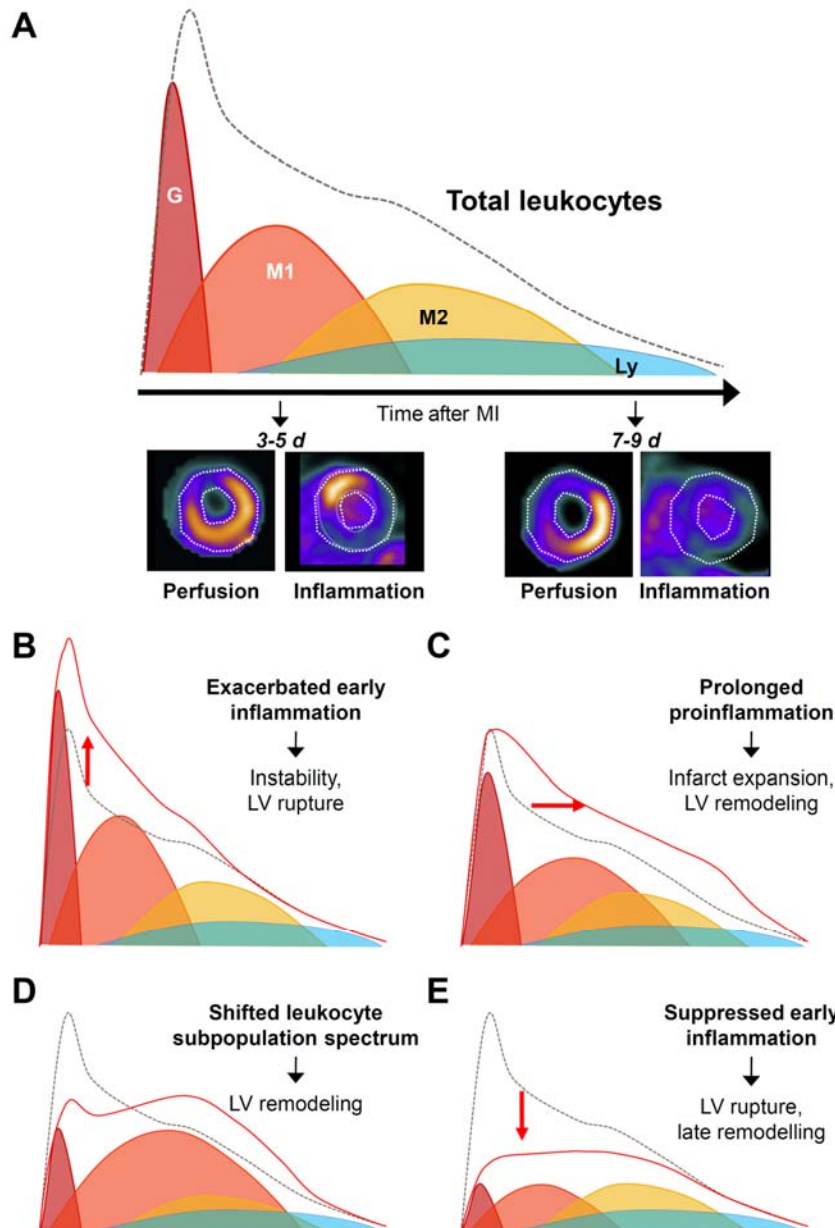 A
G
Total leukocytes
M1
M2
Ly
Time after MI
3-5 d
7-9 d
Perfusion
Inflammation
Perfusion
Inflammation
B
Exacerbated early
inflammation
Instability,
LV rupture
C
Prolonged
proinflammation
Infarct expansion,
LV remodeling
D
Shifted leukocyte
subpopulation spectrum
LV remodeling
E
Suppressed early
inflammation
LV rupture,
late remodelling